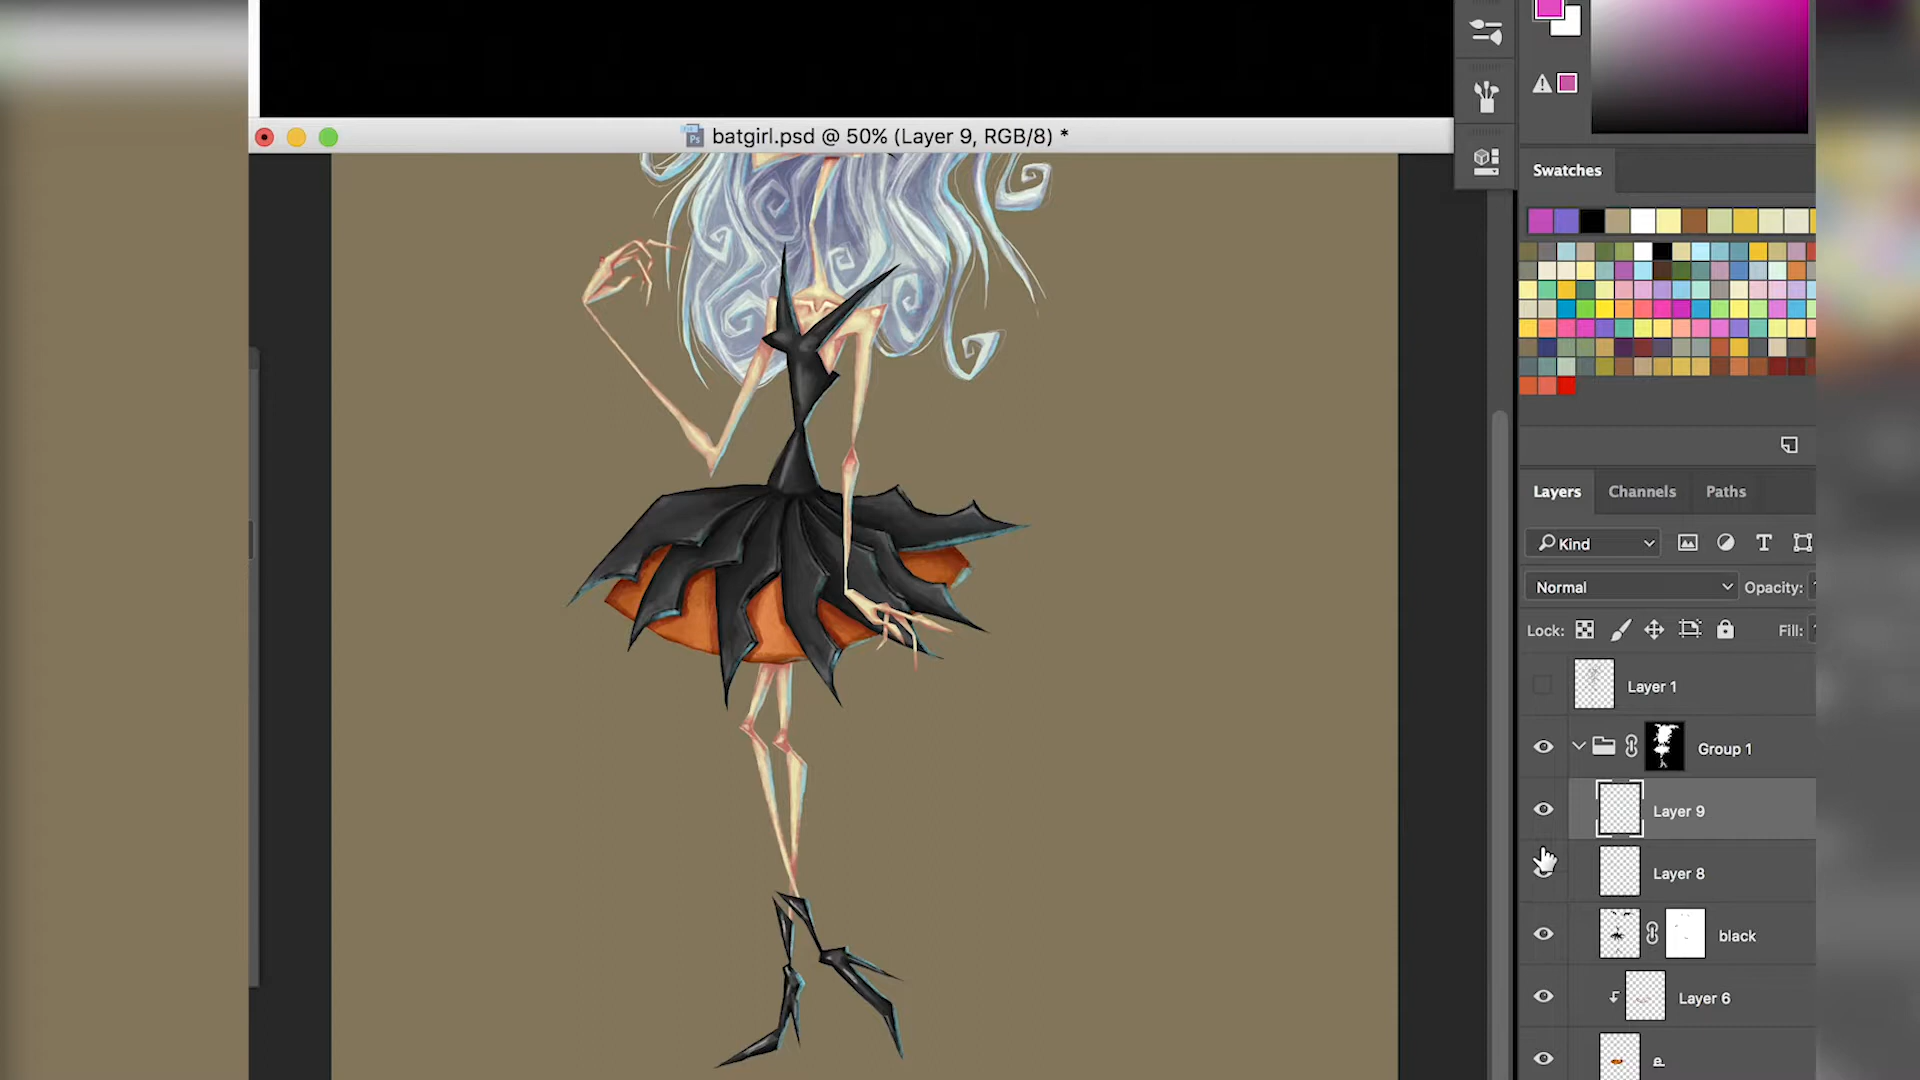 batgirl.psd @ 50% (Layer 9, RGB/8) *
Swatches
Layers Channels Paths
Kind
Normal Opacity:
Lock: Fill:
Layer 1
Group 1
Layer 9
Layer 8
black
Layer 6
e.